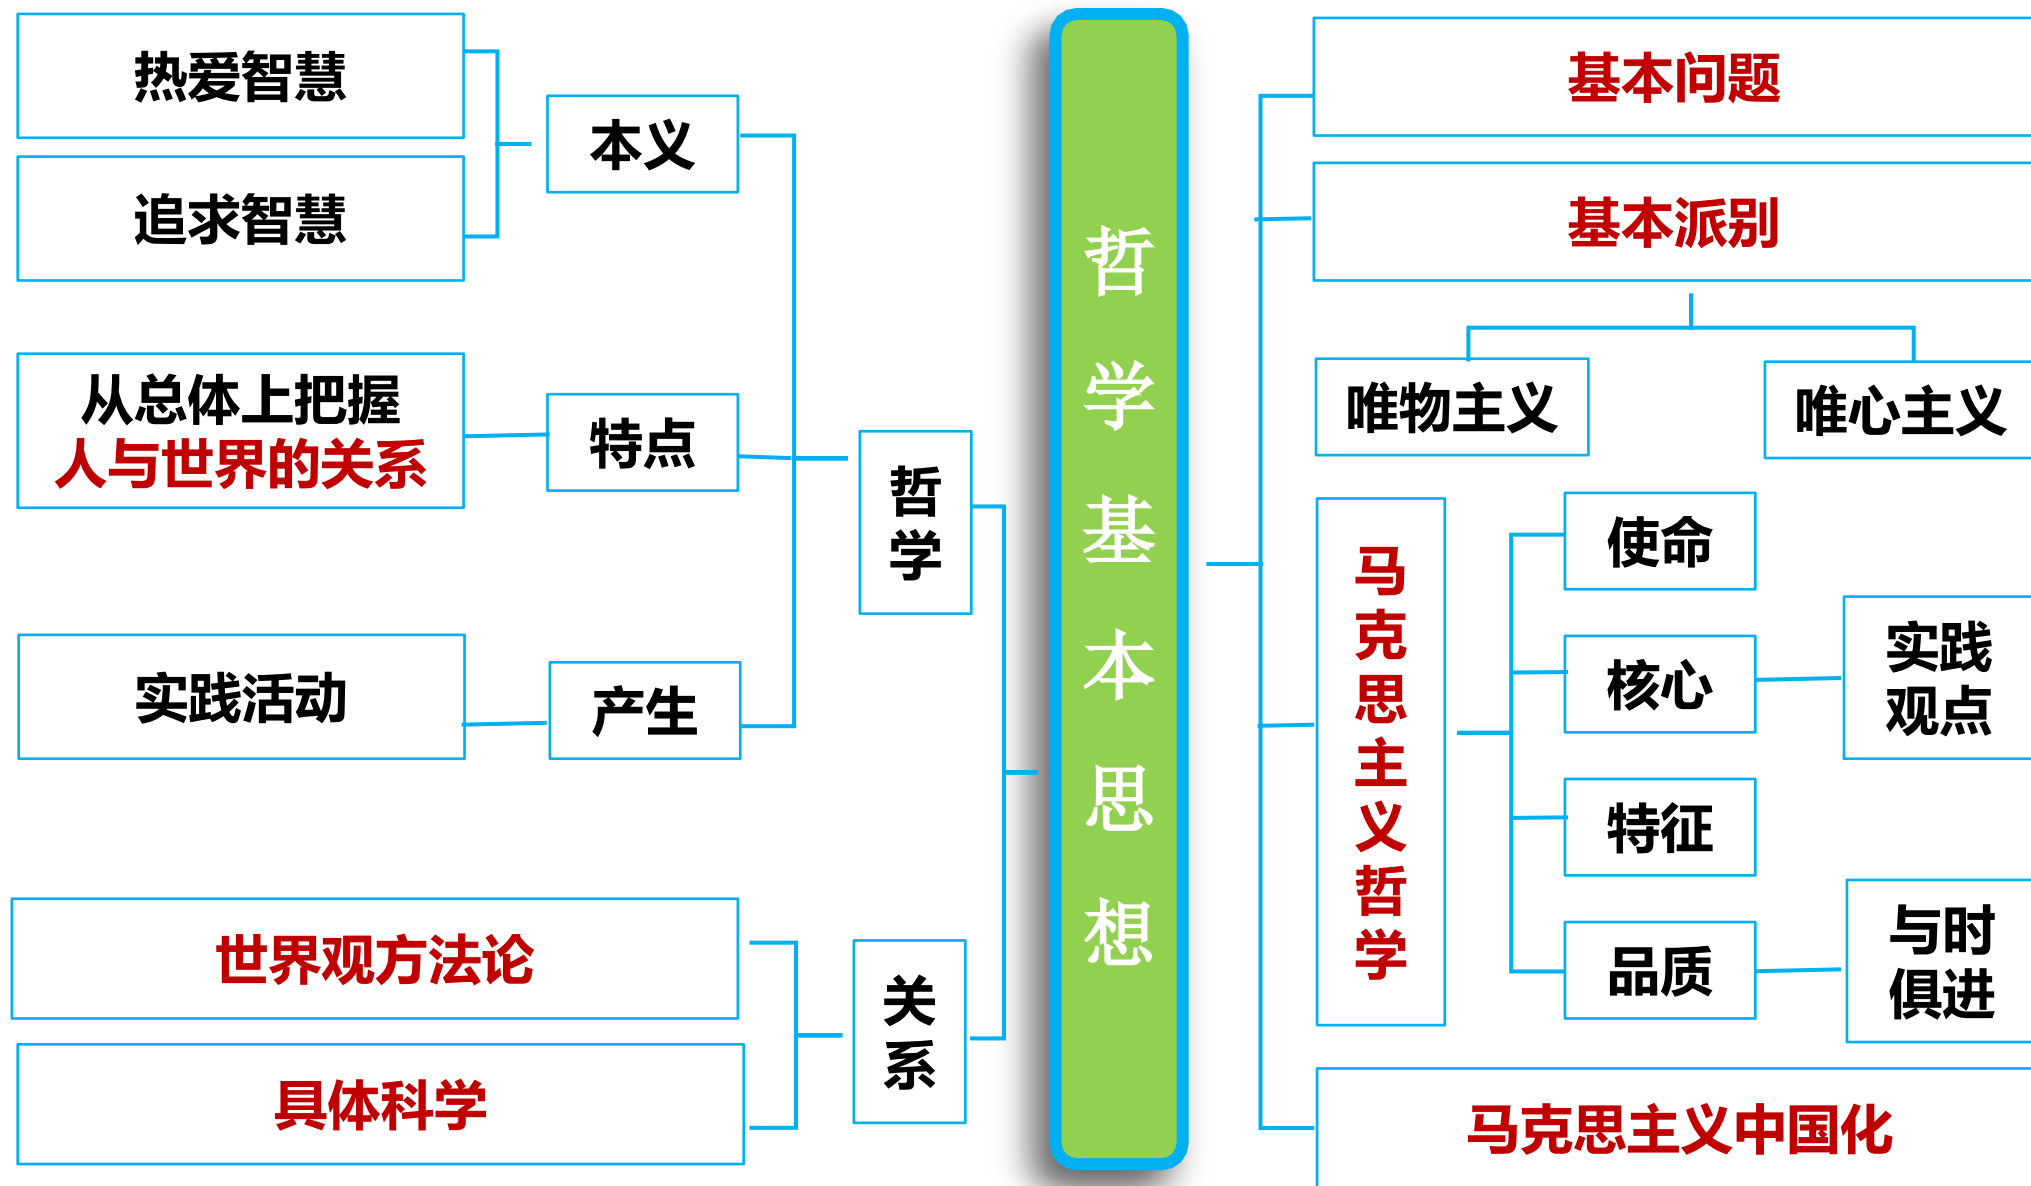 热爱智慧
追求智慧
本义
从总体上把握
人与世界的关系
特点
实践活动
产生
哲
学
世界观方法论
具体科学
关
系
哲
学
基
本
思
想
基本问题
基本派别
唯物主义
唯心主义
马
克
思
主
义
哲
学
使命
核心
实践
观点
特征
品质
与时
俱进
马克思主义中国化